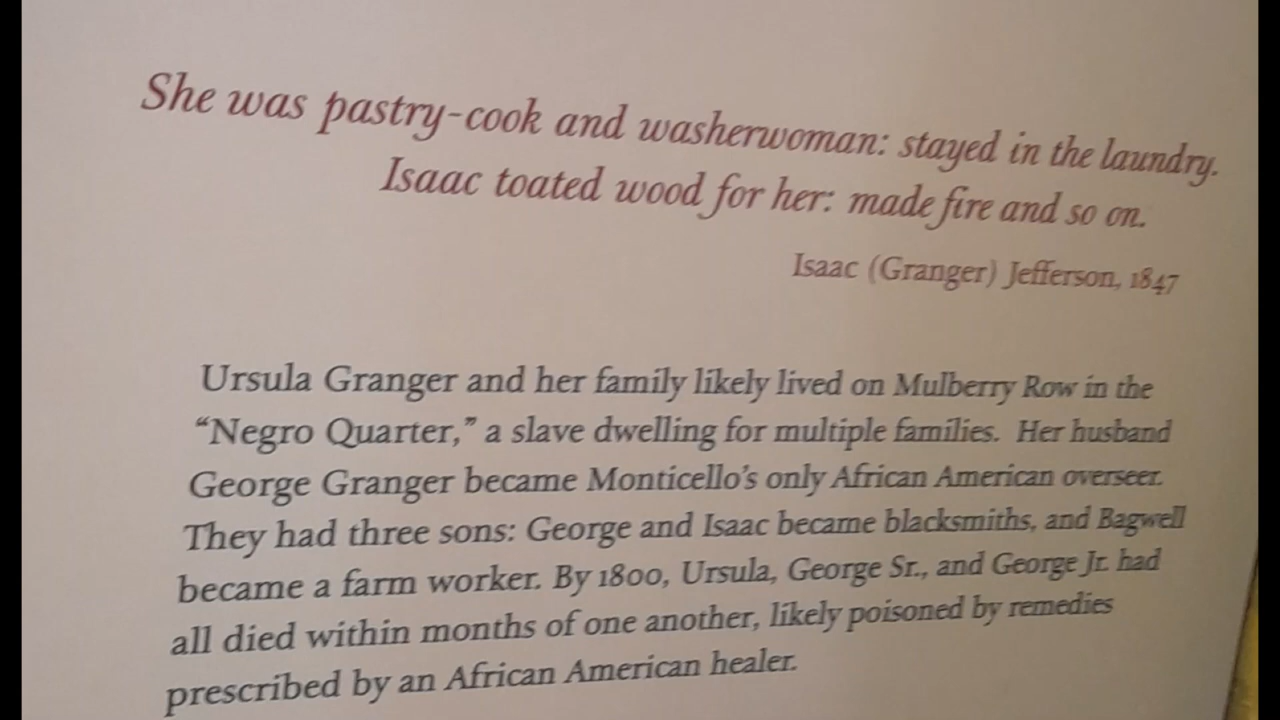 She was pastry-cook and washerwoman: stayed in the laundry.
Isaac toated wood for her: made fire and so on.
Isaac (Granger) Jefferson, 1847
Ursula Granger and her family likely lived on Mulberry Row in the
“Negro Quarter,” a slave dwelling for multiple families. Her husband
George Granger became Monticello’s only African American overseer.
They had three sons: George and Isaac became blacksmiths, and Bagwell
became a farm worker. By 1800, Ursula, George Sr., and George Jr. had
all died within months of one another, likely poisoned by remedies
prescribed by an African American healer.